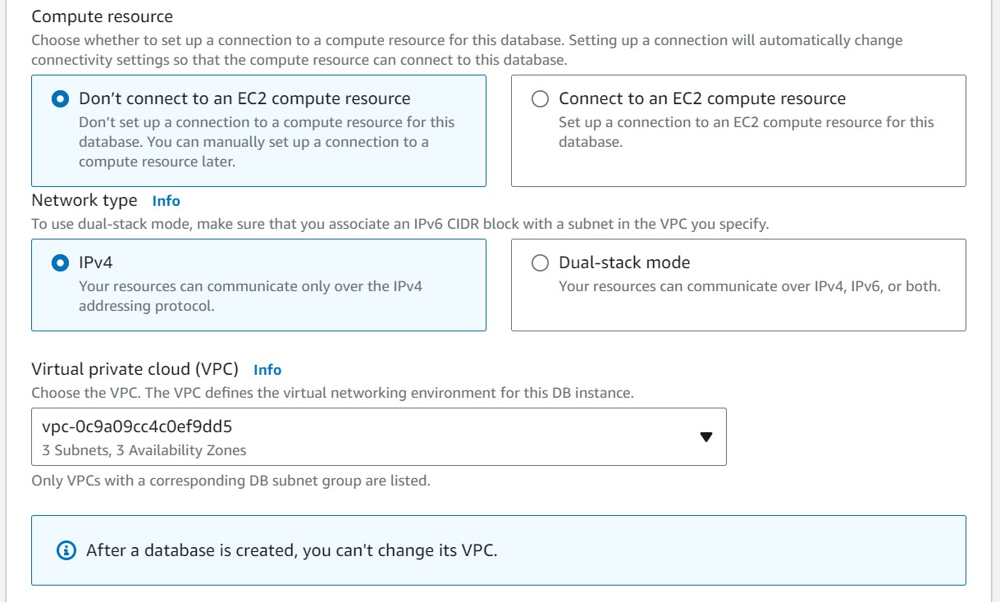 Compute resource
Choose whether to set up a connection to a compute resource for this database. Setting up a connection will automatically change
connectivity settings so that the compute resource can connect to this database.
Don’t connect to an EC2 compute resource
Don’t set up a connection to a compute resource for this
database. You can manually set up a connection to a
compute resource later.
Connect to an EC2 compute resource
Set up a connection to an EC2 compute resource for this
database.
Network type Info
To use dual-stack mode, make sure that you associate an IPv6 CIDR block with a subnet in the VPC you specify.
IPv4
Your resources can communicate only over the IPv4
addressing protocol.
Dual-stack mode
Your resources can communicate over IPv4, IPv6, or both.
Virtual private cloud (VPC) Info
Choose the VPC. The VPC defines the virtual networking environment for this DB instance.
vpc-0c9a09cc4c0ef9dd5
3 Subnets, 3 Availability Zones
Only VPCs with a corresponding DB subnet group are listed.
After a database is created, you can't change its VPC.